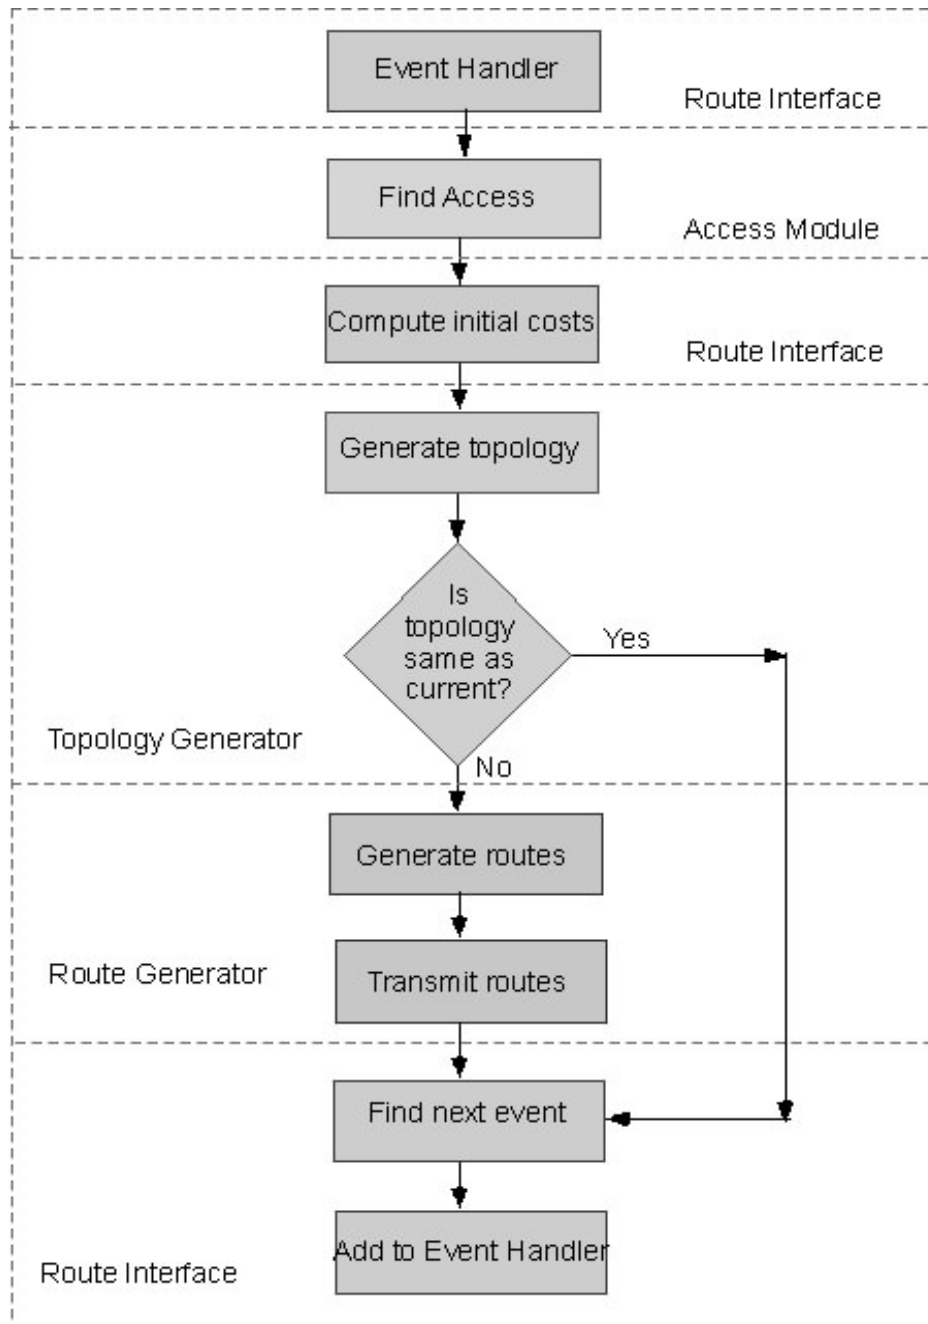 Event Handler
Route Interface
Find Access
Access Module
Compute initial costs
Route Interface
Generate topology
Is
topology
same as
current?
Yes
Topology Generator
No
Generate routes
Route Generator
Transmit routes
Find next event
Add to Event Handler
Route Interface